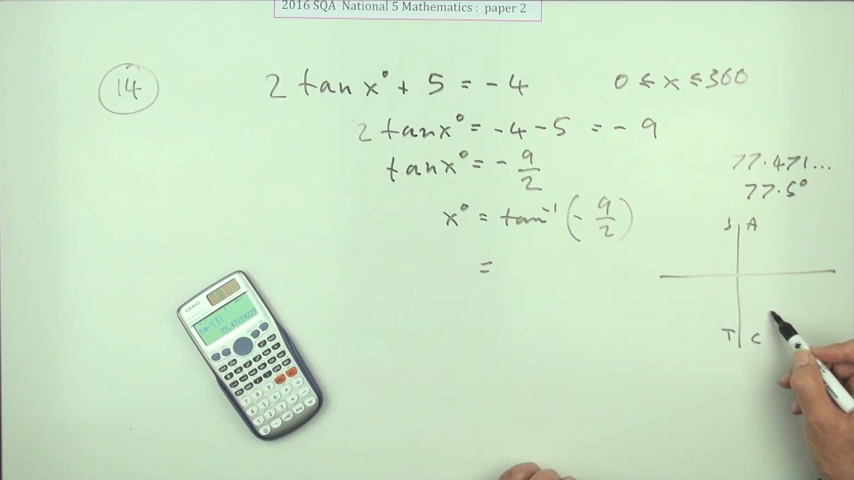 2016 SQA National 5 Mathematics : paper 2
14
2 tan x° + 5 = - 4   0 ≤ x ≤ 360
2 tan x° = - 4 - 5 = - 9
tan x° = - 9/2
77.471...
77.5°
x° = tan⁻¹ (- 9/2)
S A
=
T C
CASIO